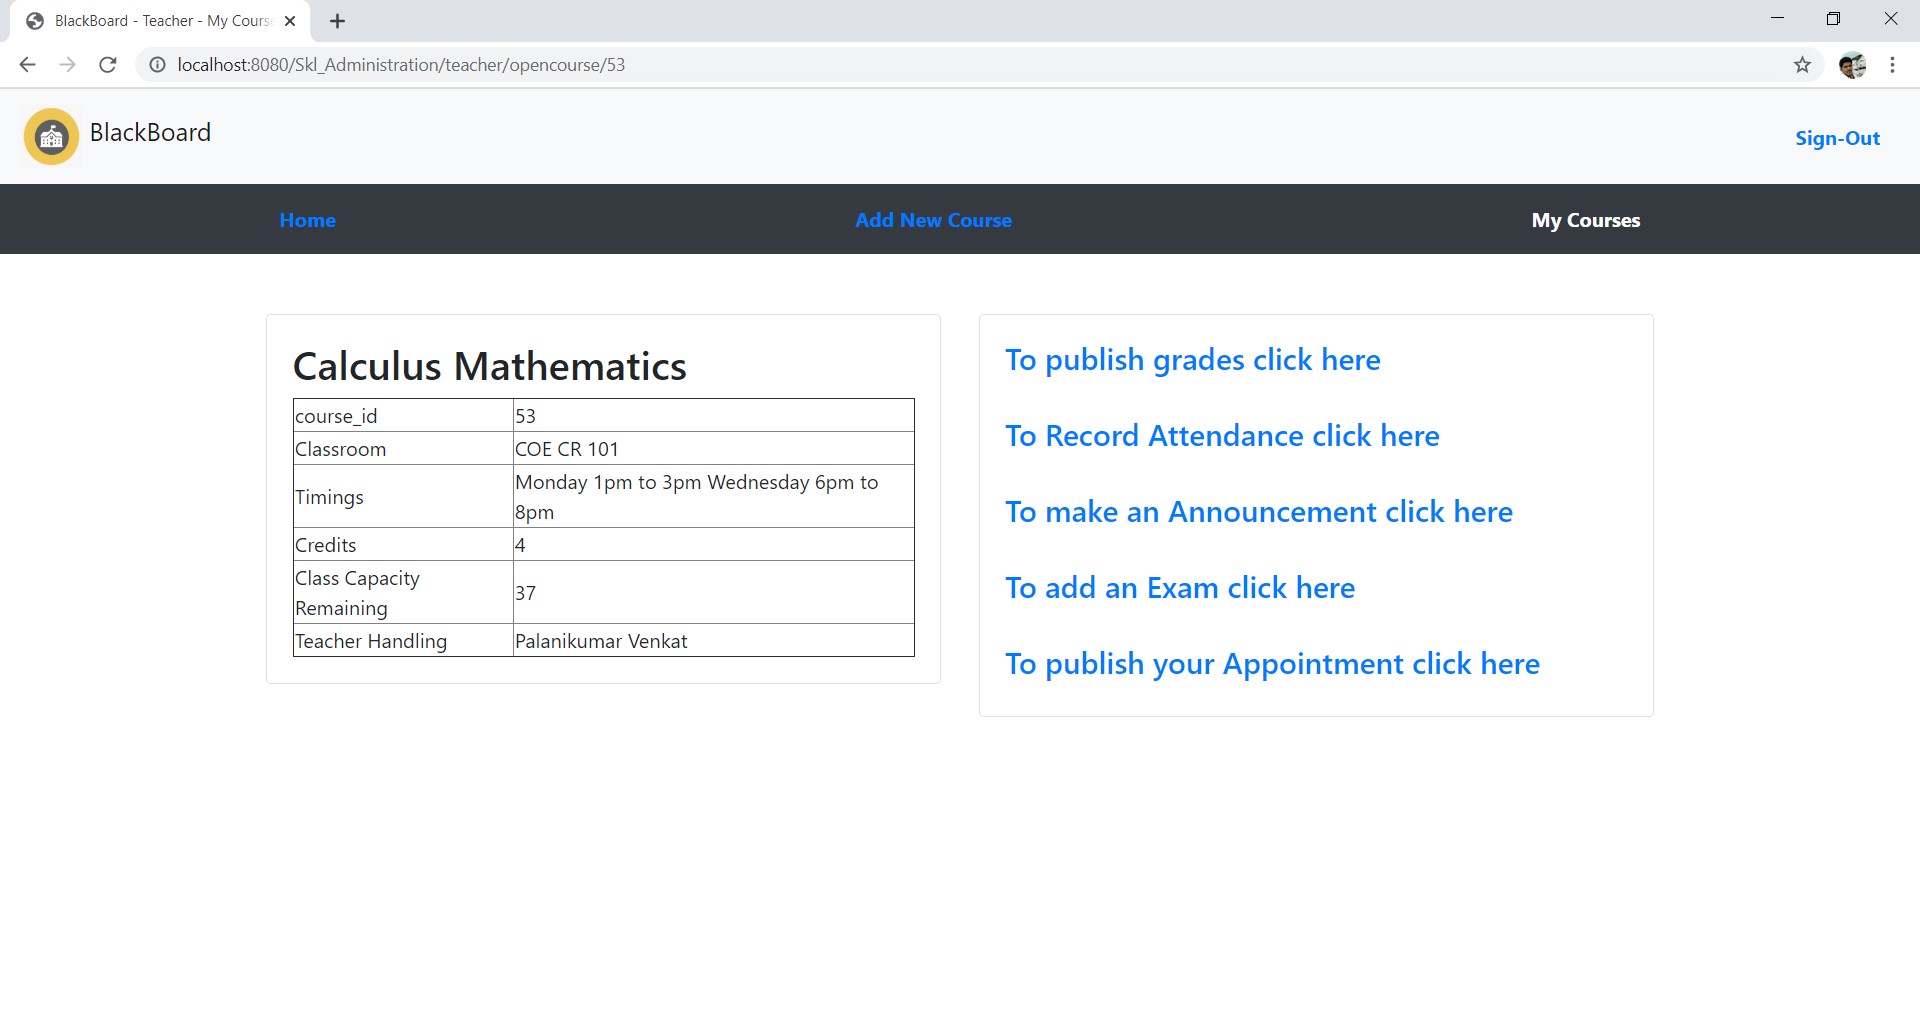 BlackBoard - Teacher - My Cours
localhost:8080/Skl_Administration/teacher/opencourse/53
BlackBoard
Sign-Out
Home
Add New Course
My Courses
Calculus Mathematics
course_id 53
Classroom COE CR 101
Timings Monday 1pm to 3pm Wednesday 6pm to
8pm
Credits 4
Class Capacity
Remaining 37
Teacher Handling Palanikumar Venkat
To publish grades click here
To Record Attendance click here
To make an Announcement click here
To add an Exam click here
To publish your Appointment click here